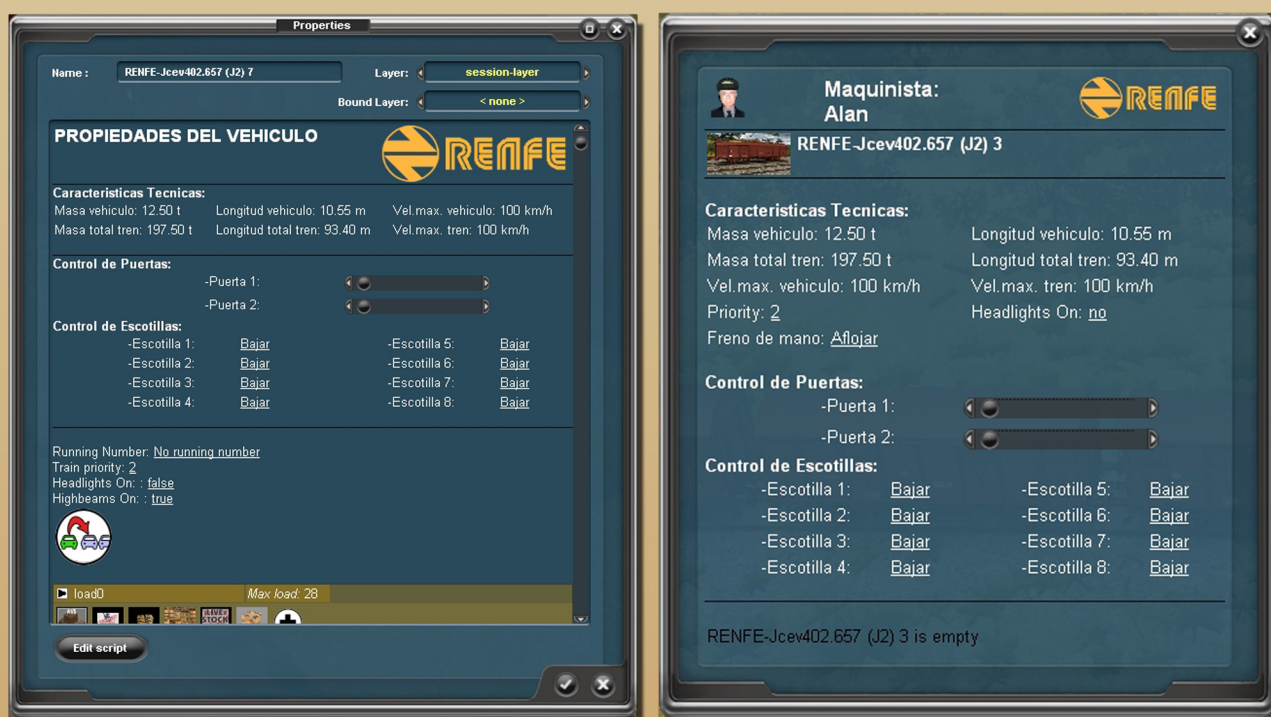 Properties
Name : RENFE-Jcev402.657 (J2) 7 Layer: session-layer
Bound Layer: < none >
PROPIEDADES DEL VEHICULO RENFE
Caracteristicas Tecnicas:
Masa vehiculo: 12.50 t Longitud vehiculo: 10.55 m Vel.max. vehiculo: 100 km/h
Masa total tren: 197.50 t Longitud total tren: 93.40 m Vel.max. tren: 100 km/h
Control de Puertas:
-Puerta 1:
-Puerta 2:
Control de Escotillas:
-Escotilla 1: Bajar -Escotilla 5: Bajar
-Escotilla 2: Bajar -Escotilla 6: Bajar
-Escotilla 3: Bajar -Escotilla 7: Bajar
-Escotilla 4: Bajar -Escotilla 8: Bajar
Running Number: No running number
Train priority: 2
Headlights On: : false
Highbeams On: : true
load0 Max load: 28
STOCK
Edit script
Maquinista:
Alan
RENFE
RENFE-Jcev402.657 (J2) 3
Caracteristicas Tecnicas:
Masa vehiculo: 12.50 t Longitud vehiculo: 10.55 m
Masa total tren: 197.50 t Longitud total tren: 93.40 m
Vel.max. vehiculo: 100 km/h Vel.max. tren: 100 km/h
Priority: 2 Headlights On: no
Freno de mano: Aflojar
Control de Puertas:
-Puerta 1:
-Puerta 2:
Control de Escotillas:
-Escotilla 1: Bajar -Escotilla 5: Bajar
-Escotilla 2: Bajar -Escotilla 6: Bajar
-Escotilla 3: Bajar -Escotilla 7: Bajar
-Escotilla 4: Bajar -Escotilla 8: Bajar
RENFE-Jcev402.657 (J2) 3 is empty